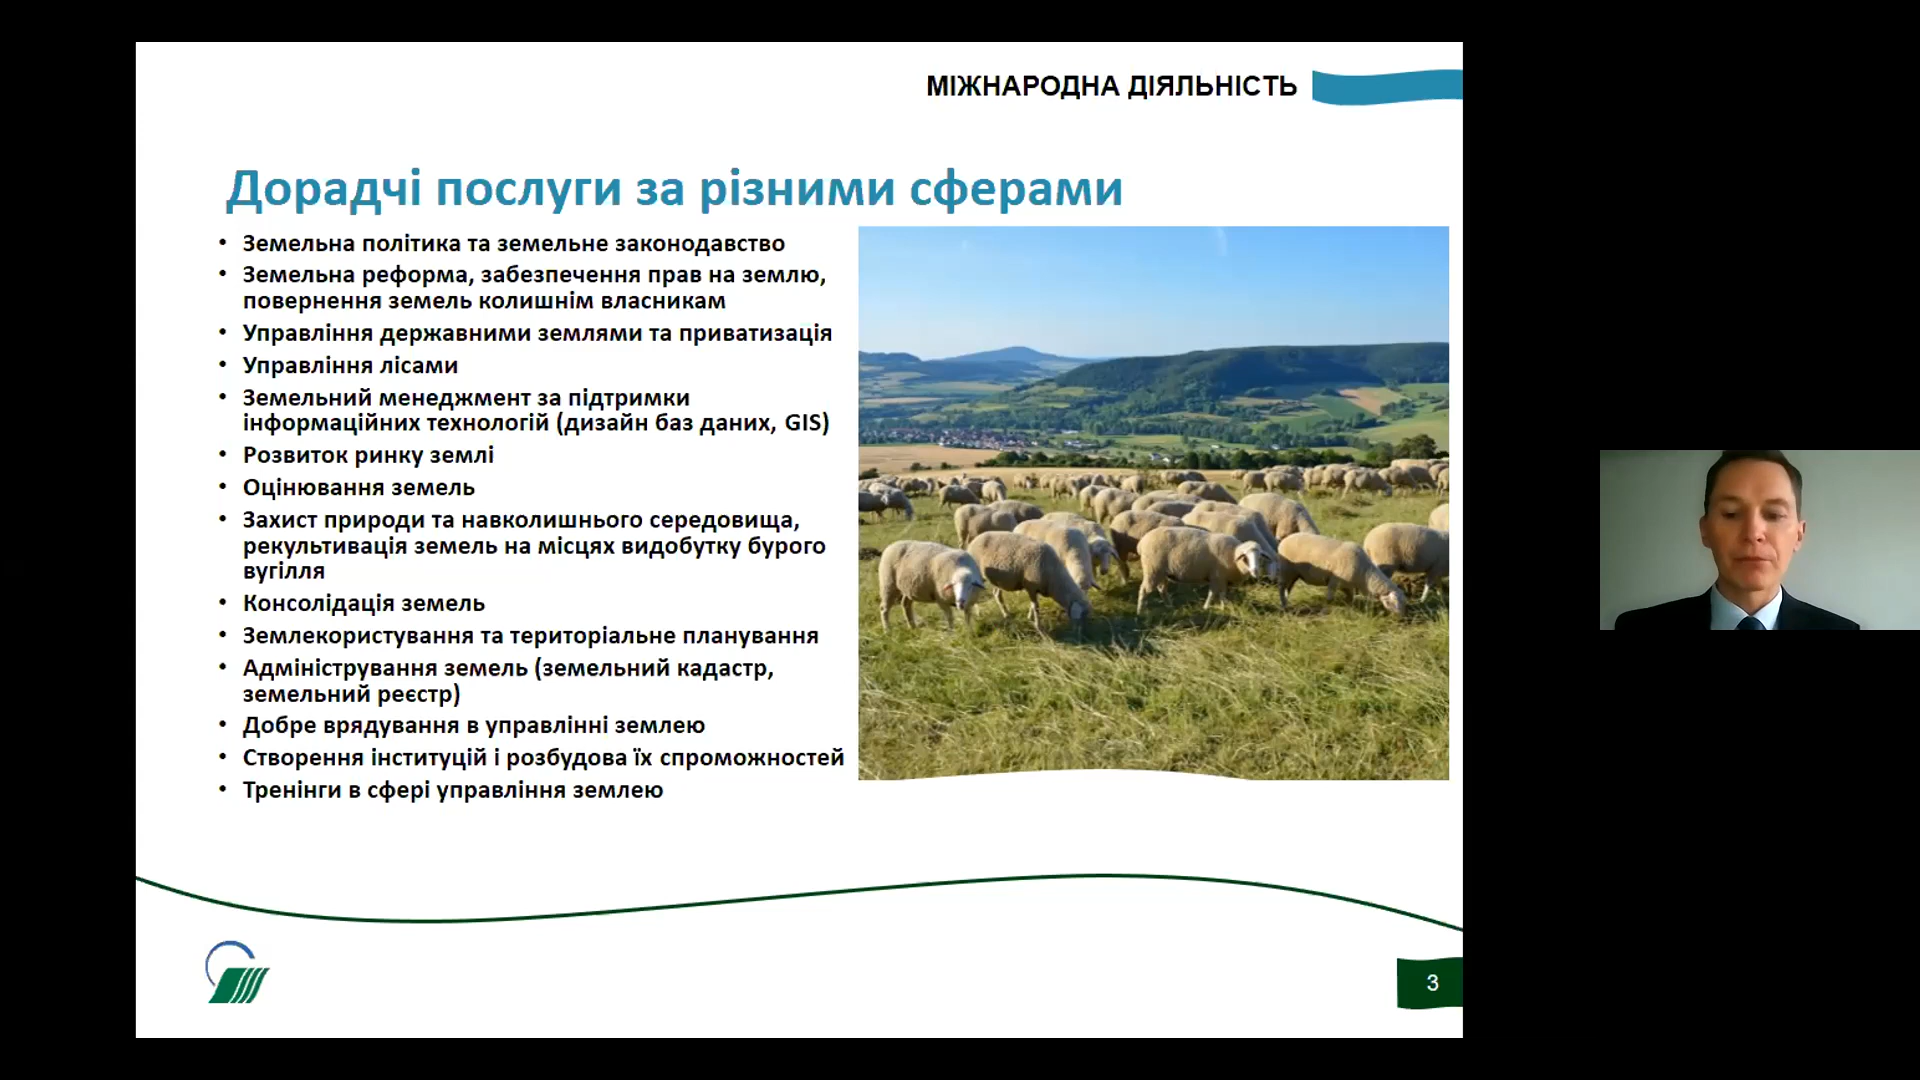 МІЖНАРОДНА ДІЯЛЬНІСТЬ
Дорадчі послуги за різними сферами
• Земельна політика та земельне законодавство
• Земельна реформа, забезпечення прав на землю,
повернення земель колишнім власникам
• Управління державними землями та приватизація
• Управління лісами
• Земельний менеджмент за підтримки
інформаційних технологій (дизайн баз даних, GIS)
• Розвиток ринку землі
• Оцінювання земель
• Захист природи та навколишнього середовища,
рекультивація земель на місцях видобутку бурого
вугілля
• Консолідація земель
• Землекористування та територіальне планування
• Адміністрування земель (земельний кадастр,
земельний реєстр)
• Добре врядування в управлінні землею
• Створення інституцій і розбудова їх спроможностей
• Тренінги в сфері управління землею
3